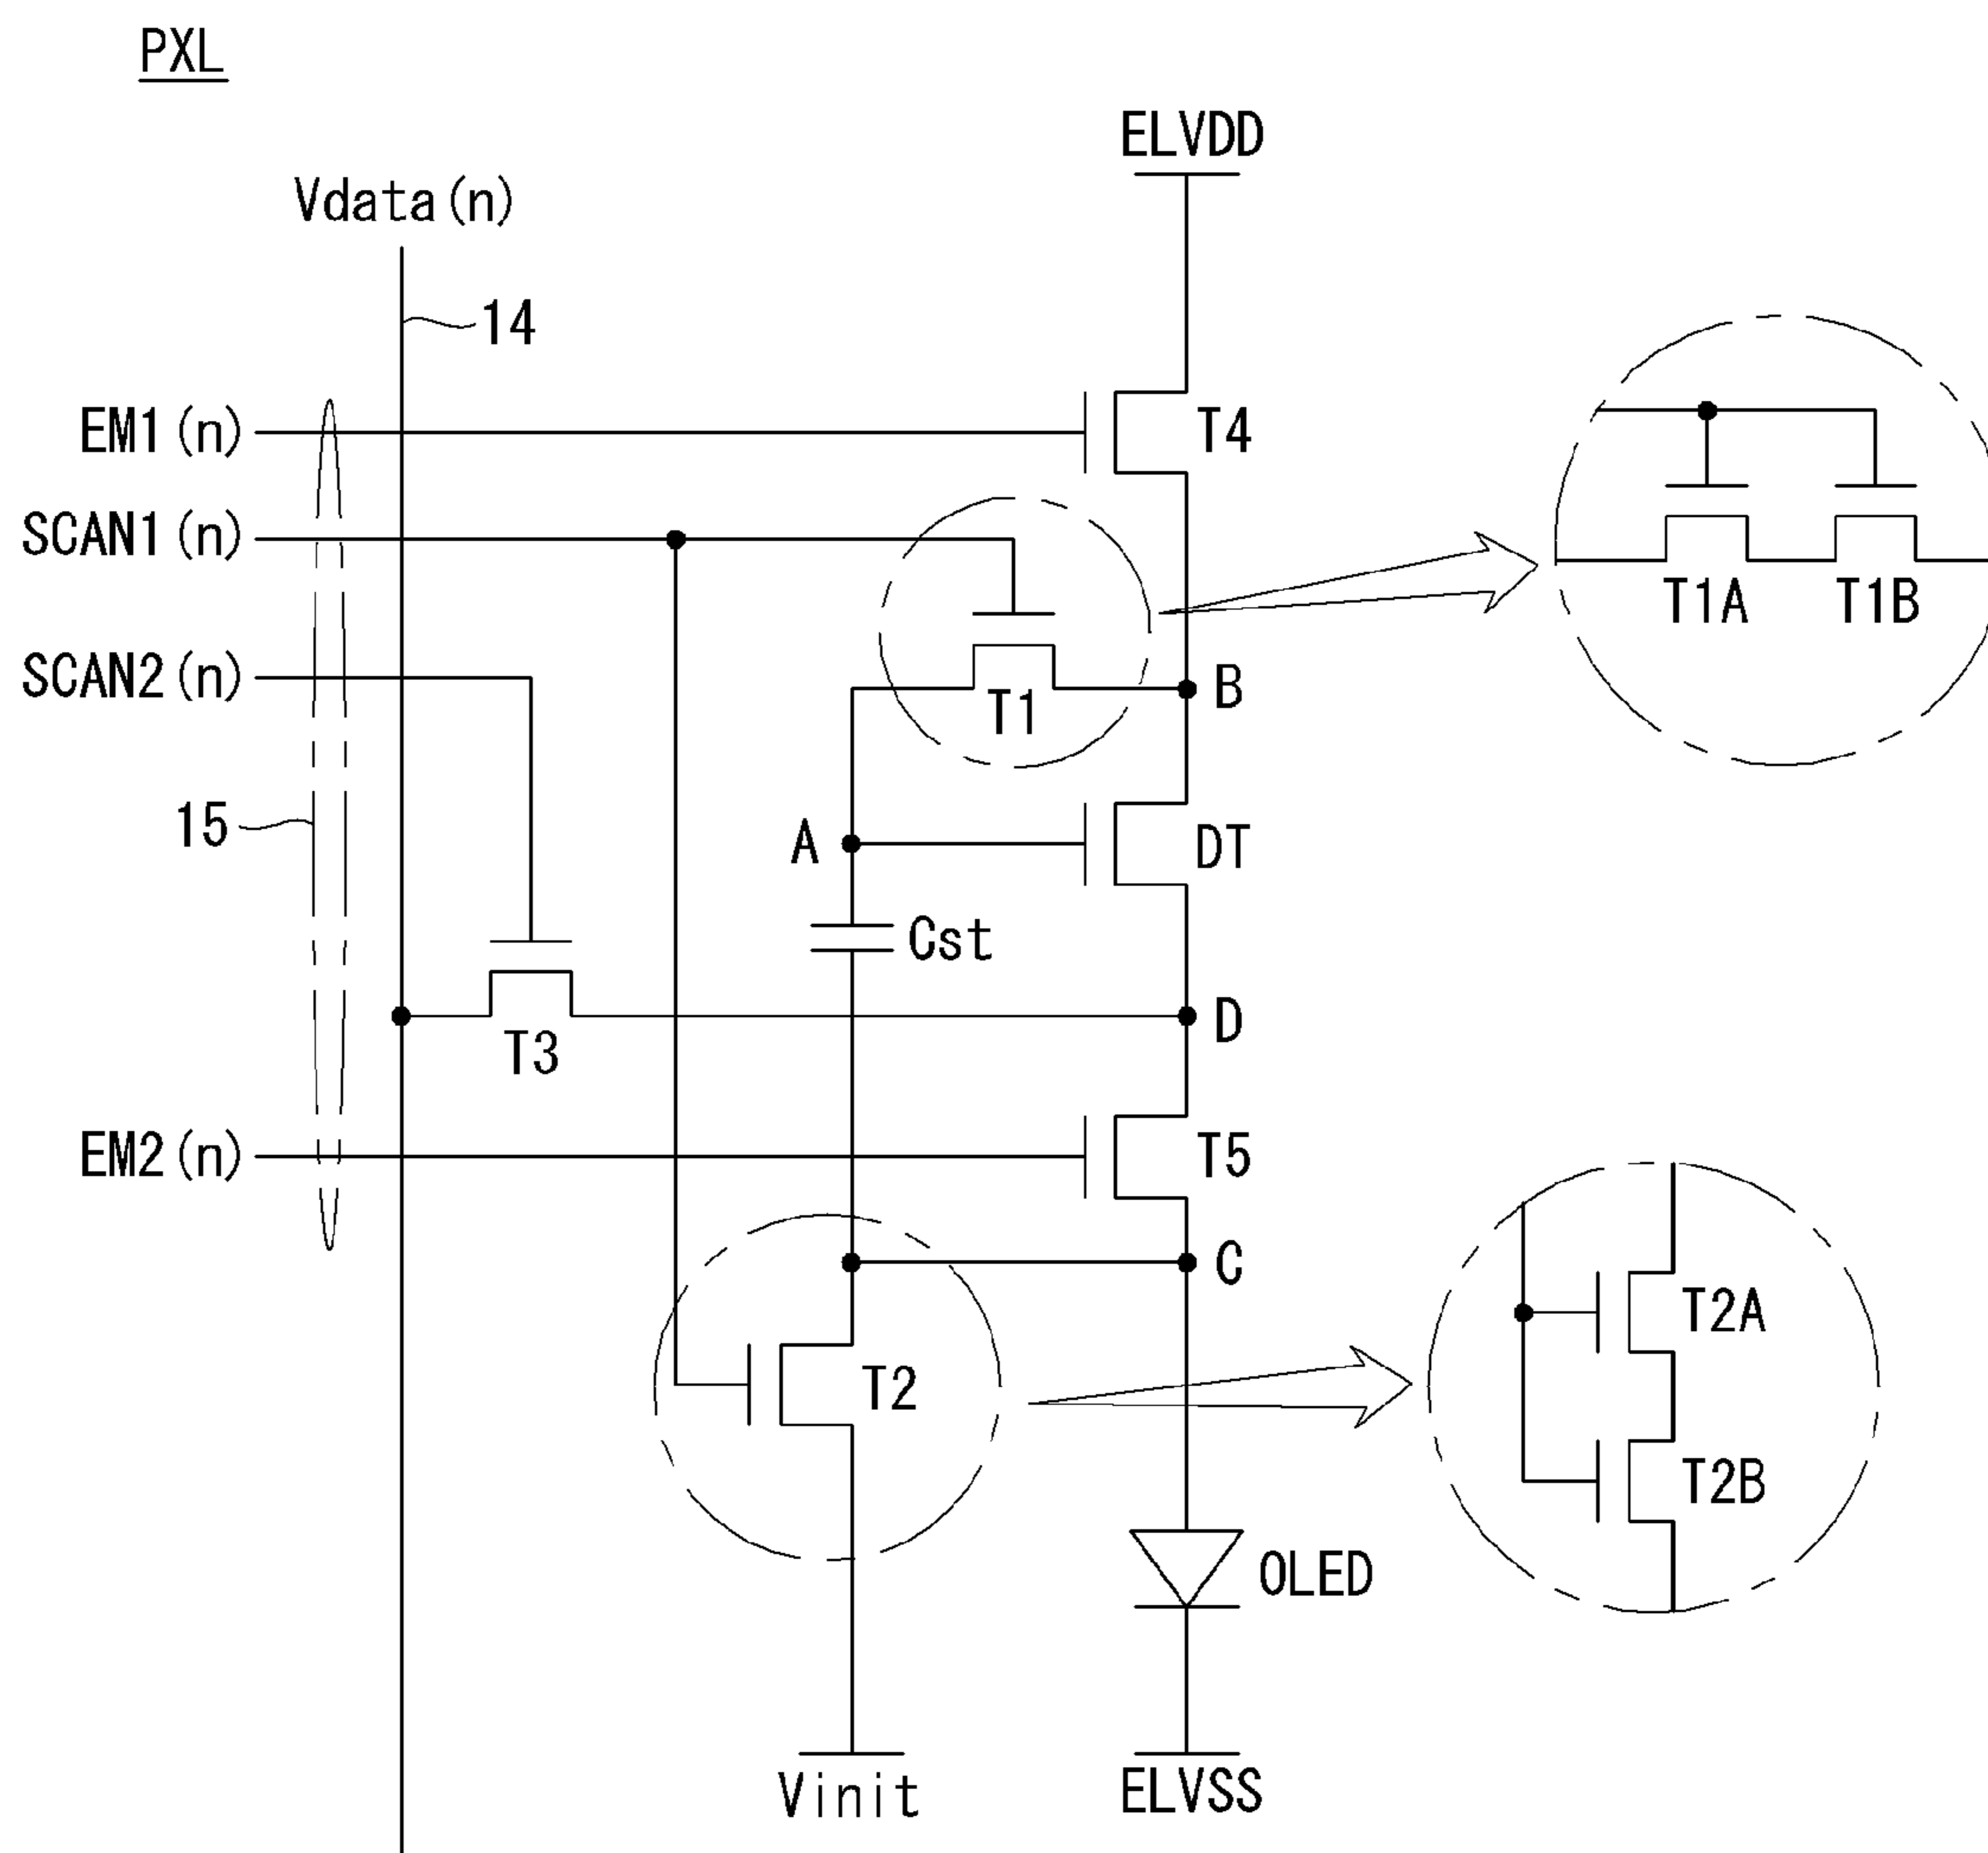 PXL
ELVDD
Vdata(n)
14
EM1(n)
T4
SCAN1(n)
T1A
T1B
SCAN2(n)
T1
B
15
A
DT
Cst
D
T3
EM2(n)
T5
C
T2A
T2
T2B
OLED
Vinit
ELVSS